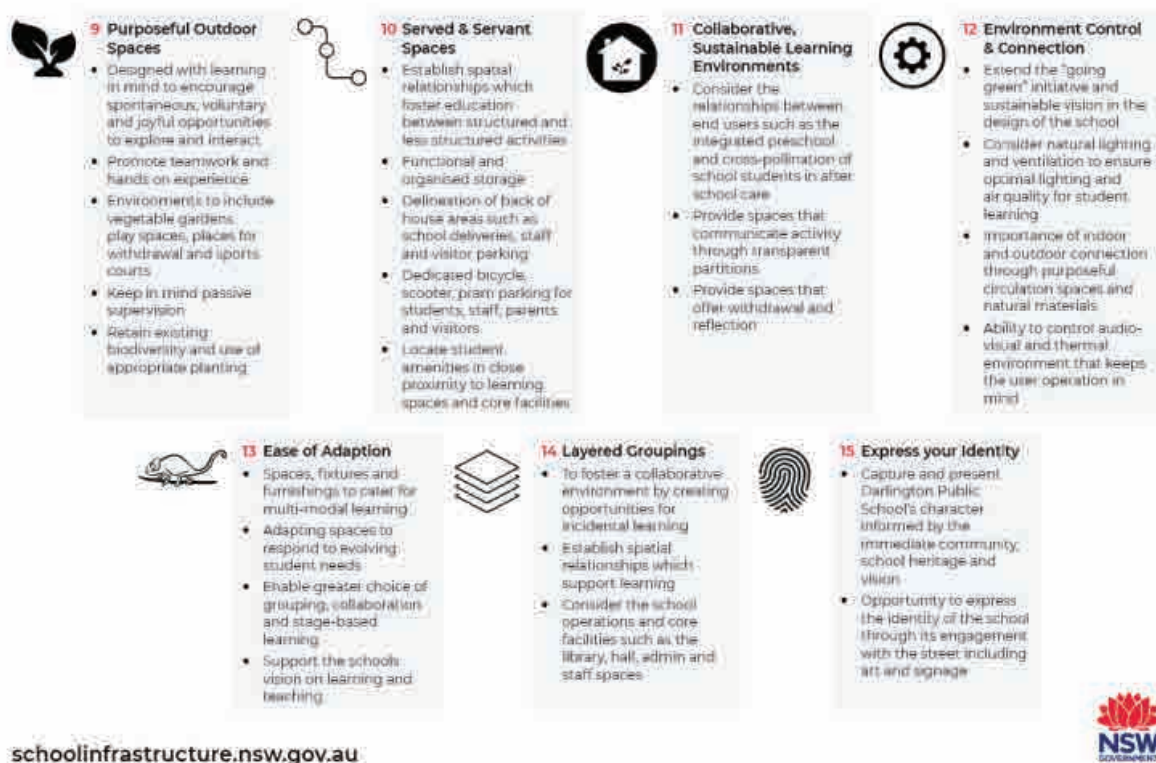 9 Purposeful Outdoor
Spaces
• Designed with learning
in mind to encourage
spontaneous, voluntary
and joyful opportunities
to explore and interact
• Promote teamwork and
hands on experience
• Environments to include
vegetable gardens,
play spaces, places for
withdrawal and sports
courts
• Keep in mind passive
supervision
• Retain existing
biodiversity and use of
appropriate planting
10 Served & Servant
Spaces
• Establish spatial
relationships which
foster education
between structured and
less structured activities
• Functional and
organised storage
• Delineation of back of
house areas such as
school deliveries, staff
and visitor parking
• Dedicated bicycle,
scooter, pram parking for
students, staff, parents
and visitors
• Locate student
amenities in close
proximity to learning
spaces and core facilities
11 Collaborative,
Sustainable Learning
Environments
• Consider the
relationships between
end users such as the
integrated preschool
and cross-pollination of
school students in after
school care
• Provide spaces that
communicate activity
through transparent
partitions
• Provide spaces that
offer withdrawal and
reflection
12 Environment Control
& Connection
• Extend the "going
green" initiative and
sustainable vision in the
design of the school
• Consider natural lighting
and ventilation to ensure
optimal lighting and
air quality for student
learning
• Importance of indoor
and outdoor connection
through purposeful
circulation spaces and
natural materials
• Ability to control audio-
visual and thermal
environment that keeps
the user operation in
mind
13 Ease of Adaption
• Spaces, fixtures and
furnishings to cater for
multi-modal learning
• Adapting spaces to
respond to evolving
student needs
• Enable greater choice of
grouping, collaboration
and stage-based
learning
• Support the schools
vision on learning and
teaching
14 Layered Groupings
• To foster a collaborative
environment by creating
opportunities for
incidental learning
• Establish spatial
relationships which
support learning
• Consider the school
operations and core
facilities such as the
library, hall, admin and
staff spaces
15 Express your Identity
• Capture and present
Darlington Public
School's character
informed by the
immediate community,
school heritage and
vision
• Opportunity to express
the identity of the school
through its engagement
with the street including
art and signage
schoolinfrastructure.nsw.gov.au
NSW
GOVERNMENT